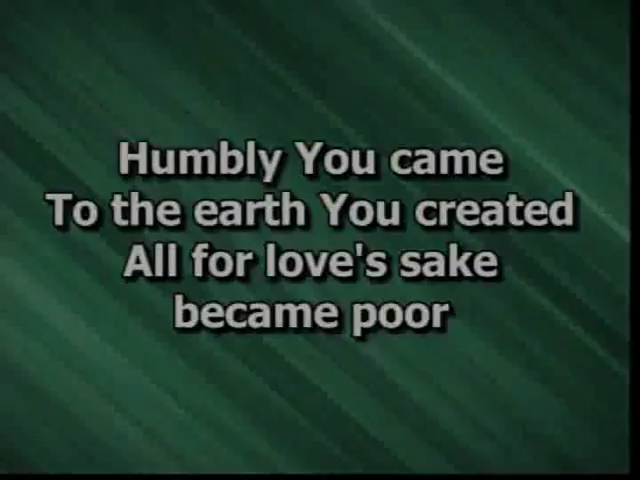 Humbly You came
To the earth You created
All for love's sake
became poor